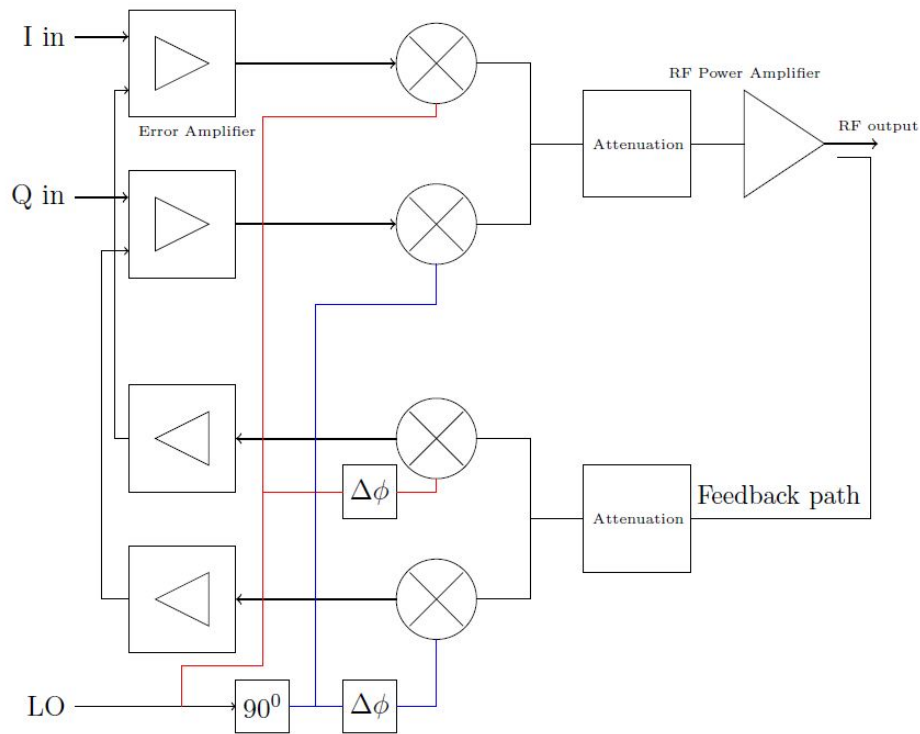 I in
RF Power Amplifier
RF output
Error Amplifier
Attenuation
Q in
Δϕ
Feedback path
Attenuation
LO
90⁰
Δϕ